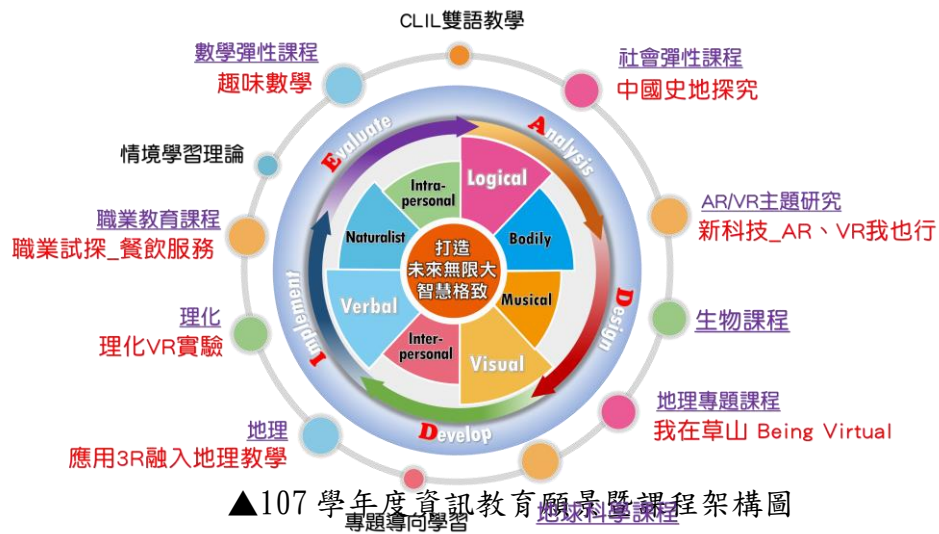 CLIL雙語教學
數學彈性課程
趣味數學
社會彈性課程
中國史地探究
情境學習理論
職業教育課程
職業試探_餐飲服務
AR/VR主題研究
新科技_AR、VR我也行
理化
理化VR實驗
生物課程
地理
應用3R融入地理教學
地理專題課程
我在草山 Being Virtual
Evaluate
Analysis
Design
Develop
Implement
Intra-
personal
Logical
Naturalist
Bodily
打造
未來無限大
智慧格致
Verbal
Musical
Inter-
personal
Visual
▲107學年度資訊教育願景暨課程架構圖
專題導向學習
地球科學課程